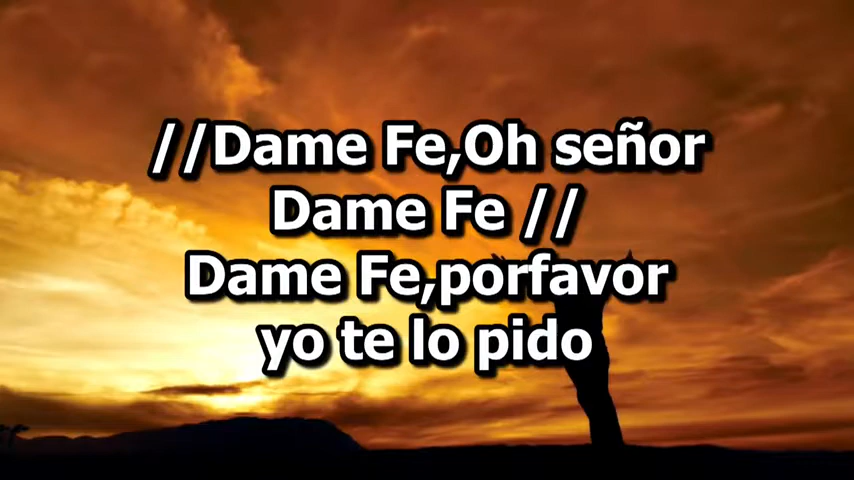 //Dame Fe,Oh señor
Dame Fe //
Dame Fe,porfavor
yo te lo pido